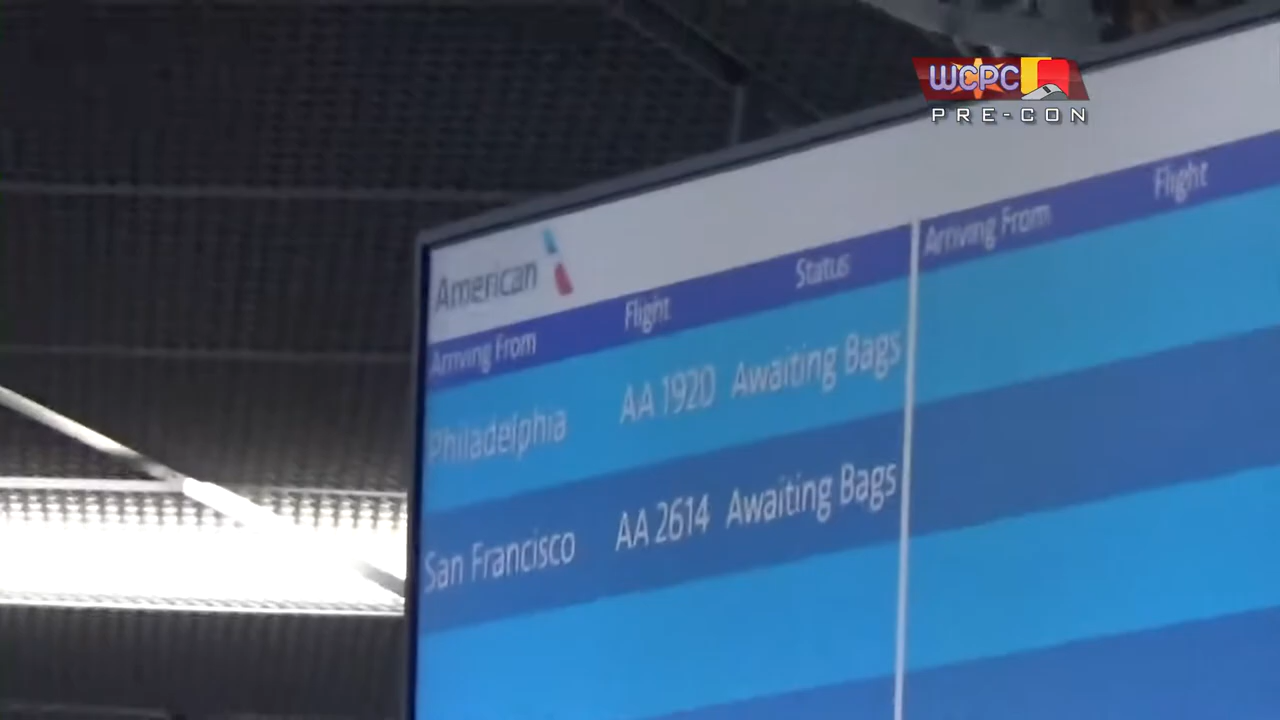 WCPC
PRE-CON
American
Arriving From Flight Status
Philadelphia AA 1920 Awaiting Bags
San Francisco AA 2614 Awaiting Bags
Arriving From Flight